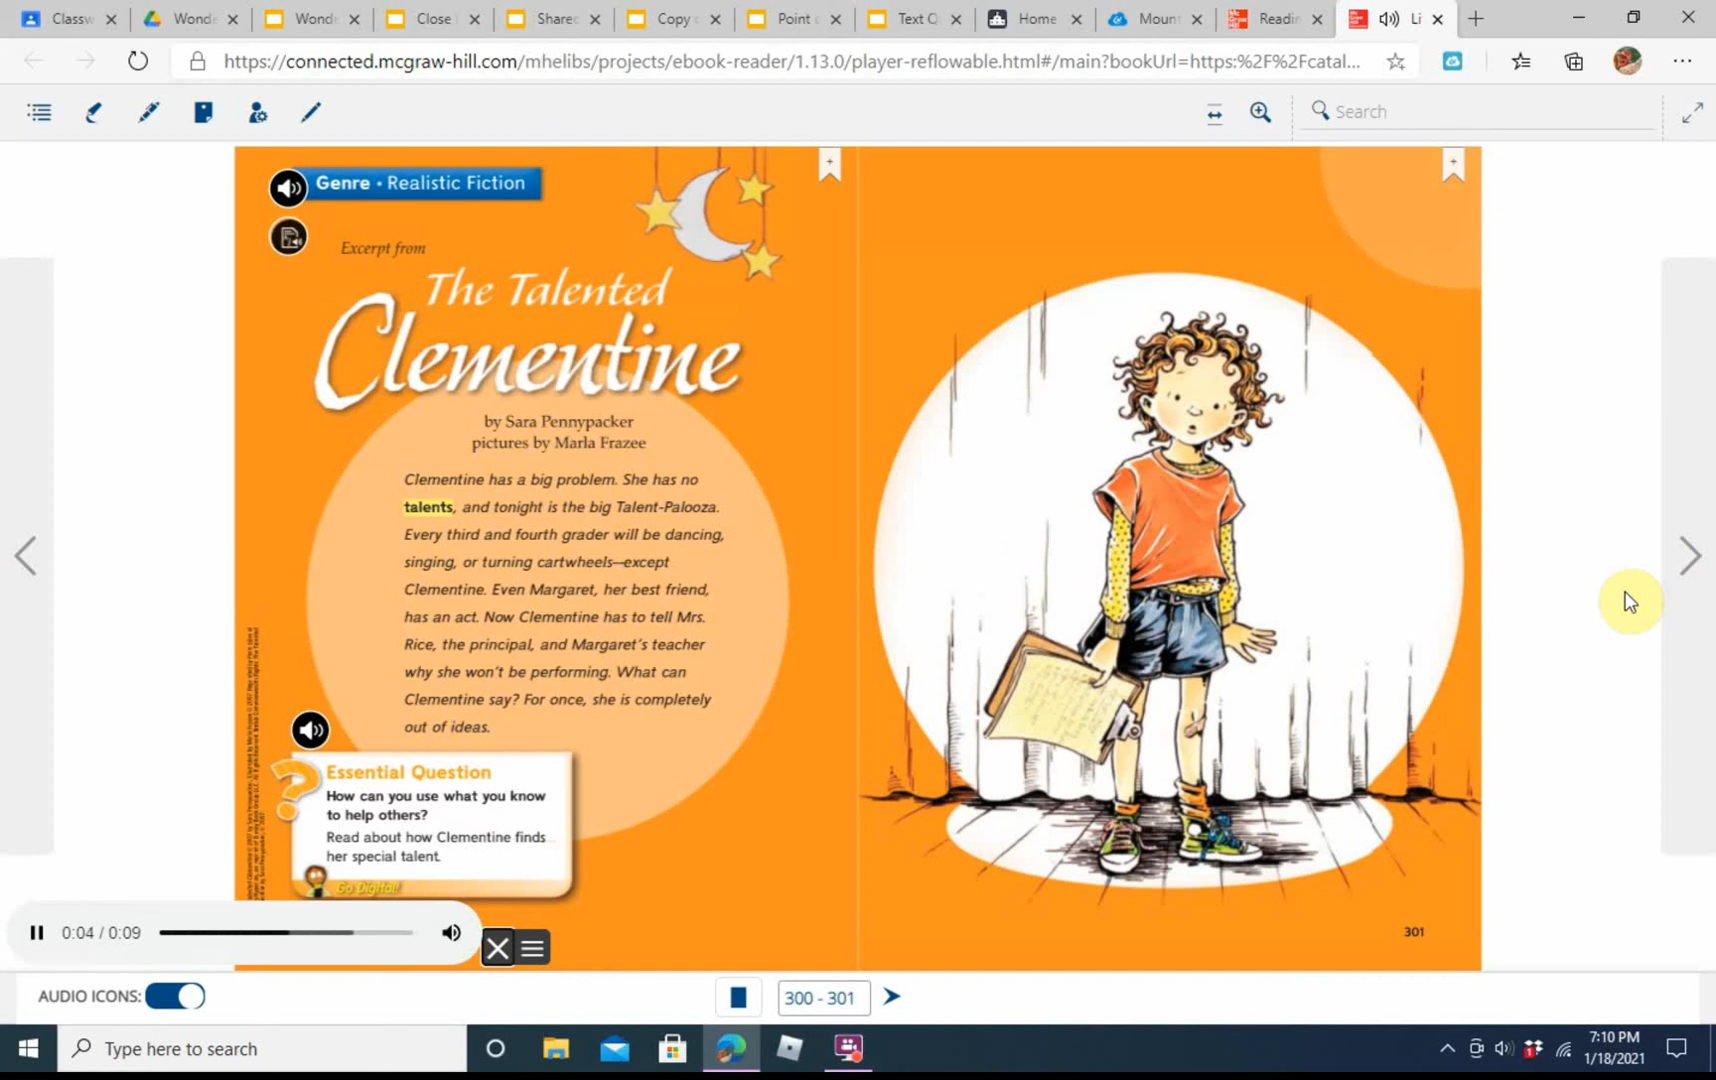 Classw
Wonde
Wonde
Close
Shared
Copy
Point
Text Q
Home
Mount
Readin
Li
https://connected.mcgraw-hill.com/mhelibs/projects/ebook-reader/1.13.0/player-reflowable.html#/main?bookUrl=https:%2F%2Fcatal...
Search
Genre • Realistic Fiction
Excerpt from
The Talented
Clementine
by Sara Pennypacker
pictures by Marla Frazee
Clementine has a big problem. She has no
talents, and tonight is the big Talent-Palooza.
Every third and fourth grader will be dancing,
singing, or turning cartwheels—except
Clementine. Even Margaret, her best friend,
has an act. Now Clementine has to tell Mrs.
Rice, the principal, and Margaret's teacher
why she won't be performing. What can
Clementine say? For once, she is completely
out of ideas.
?
Essential Question
How can you use what you know
to help others?
Read about how Clementine finds
her special talent.
Go Digital!
301
0:04 / 0:09
AUDIO ICONS:
300 - 301
Type here to search
7:10 PM
1/18/2021